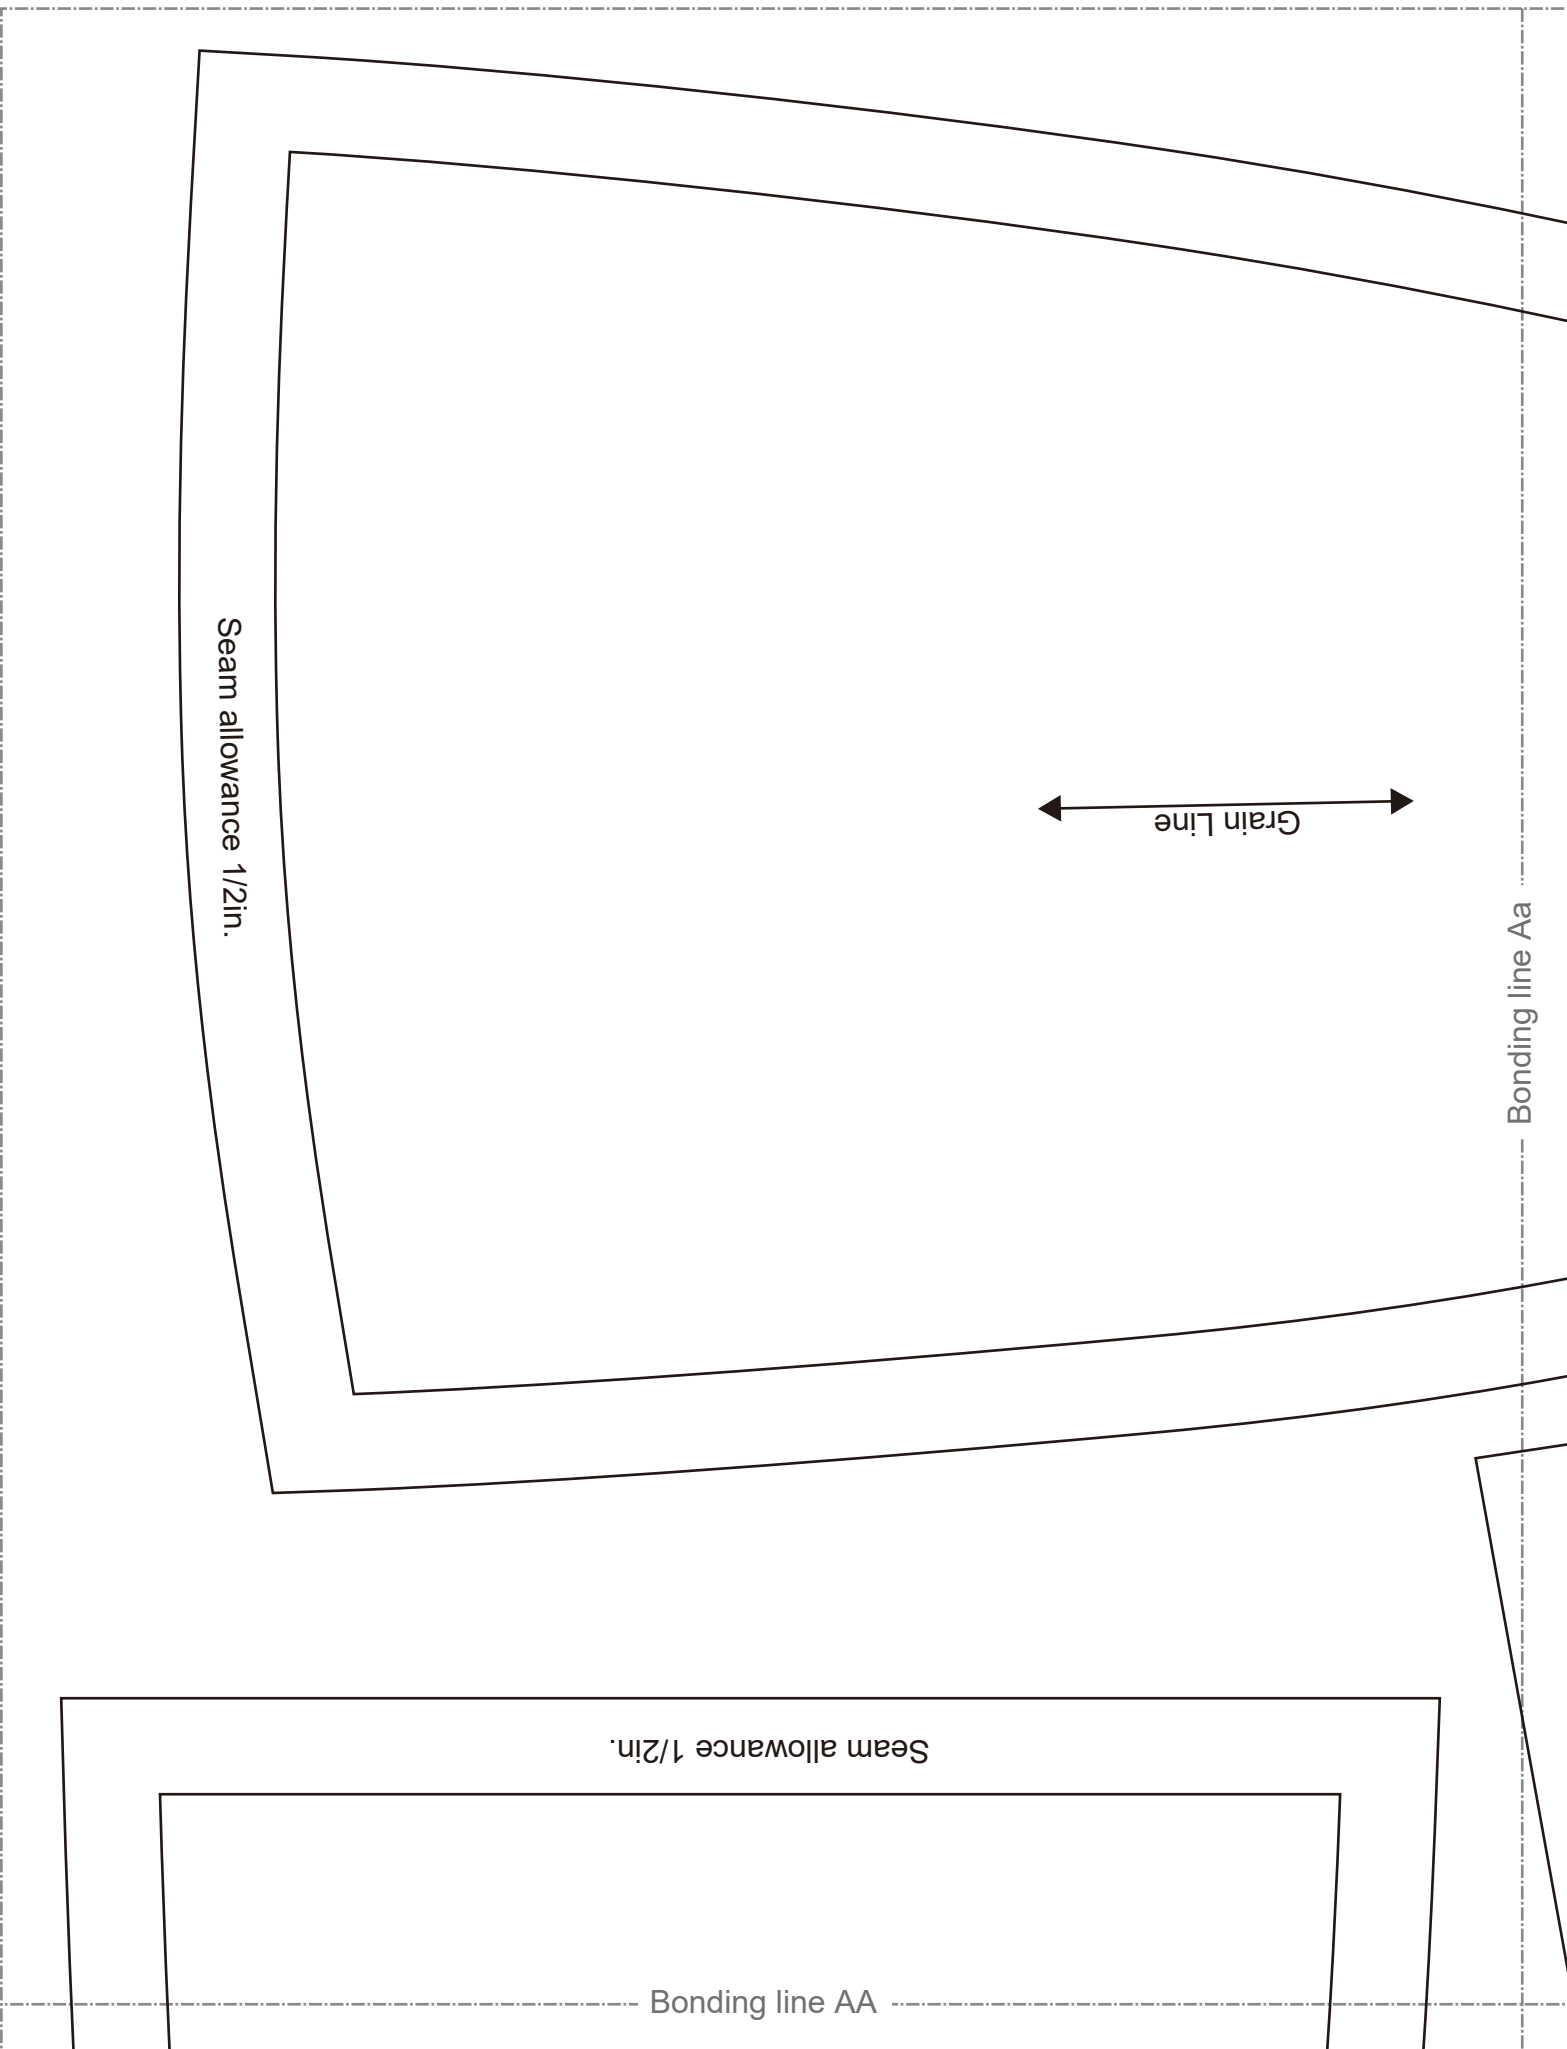 Seam allowance 1/2in.
Grain Line
Bonding line Aa
Seam allowance 1/2in.
Bonding line AA